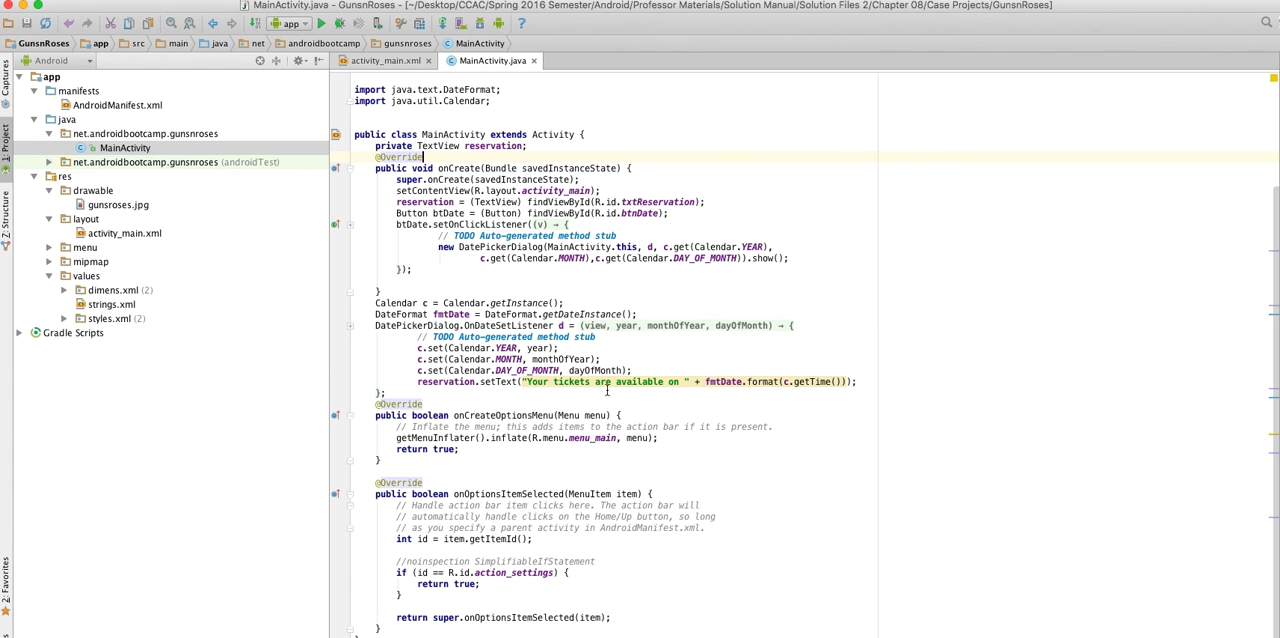 MainActivity.java - GunsnRoses - [~/Desktop/CCAC/Spring 2016 Semester/Android/Professor Materials/Solution Manual/Solution Files 2/Chapter 08/Case Projects/GunsnRoses]
app
?
GunsnRoses app src main java net androidbootcamp gunsnroses MainActivity
Android
activity_main.xml × MainActivity.java ×
Captures
1: Project
7: Structure
2: Favorites
app
manifests
AndroidManifest.xml
java
net.androidbootcamp.gunsnroses
MainActivity
net.androidbootcamp.gunsnroses (androidTest)
res
drawable
gunsroses.jpg
layout
activity_main.xml
menu
mipmap
values
dimens.xml (2)
strings.xml
styles.xml (2)
Gradle Scripts
import java.text.DateFormat;
import java.util.Calendar;
public class MainActivity extends Activity {
private TextView reservation;
@Override
public void onCreate(Bundle savedInstanceState) {
super.onCreate(savedInstanceState);
setContentView(R.layout.activity_main);
reservation = (TextView) findViewById(R.id.txtReservation);
Button btDate = (Button) findViewById(R.id.btnDate);
btDate.setOnClickListener((v) → {
// TODO Auto-generated method stub
new DatePickerDialog(MainActivity.this, d, c.get(Calendar.YEAR),
c.get(Calendar.MONTH),c.get(Calendar.DAY_OF_MONTH)).show();
});
}
Calendar c = Calendar.getInstance();
DateFormat fmtDate = DateFormat.getDateInstance();
DatePickerDialog.OnDateSetListener d = (view, year, monthOfYear, dayOfMonth) → {
// TODO Auto-generated method stub
c.set(Calendar.YEAR, year);
c.set(Calendar.MONTH, monthOfYear);
c.set(Calendar.DAY_OF_MONTH, dayOfMonth);
reservation.setText("Your tickets are available on " + fmtDate.format(c.getTime()));
};
@Override
public boolean onCreateOptionsMenu(Menu menu) {
// Inflate the menu; this adds items to the action bar if it is present.
getMenuInflater().inflate(R.menu.menu_main, menu);
return true;
}
@Override
public boolean onOptionsItemSelected(MenuItem item) {
// Handle action bar item clicks here. The action bar will
// automatically handle clicks on the Home/Up button, so long
// as you specify a parent activity in AndroidManifest.xml.
int id = item.getItemId();
//noinspection SimplifiableIfStatement
if (id == R.id.action_settings) {
return true;
}
return super.onOptionsItemSelected(item);
}